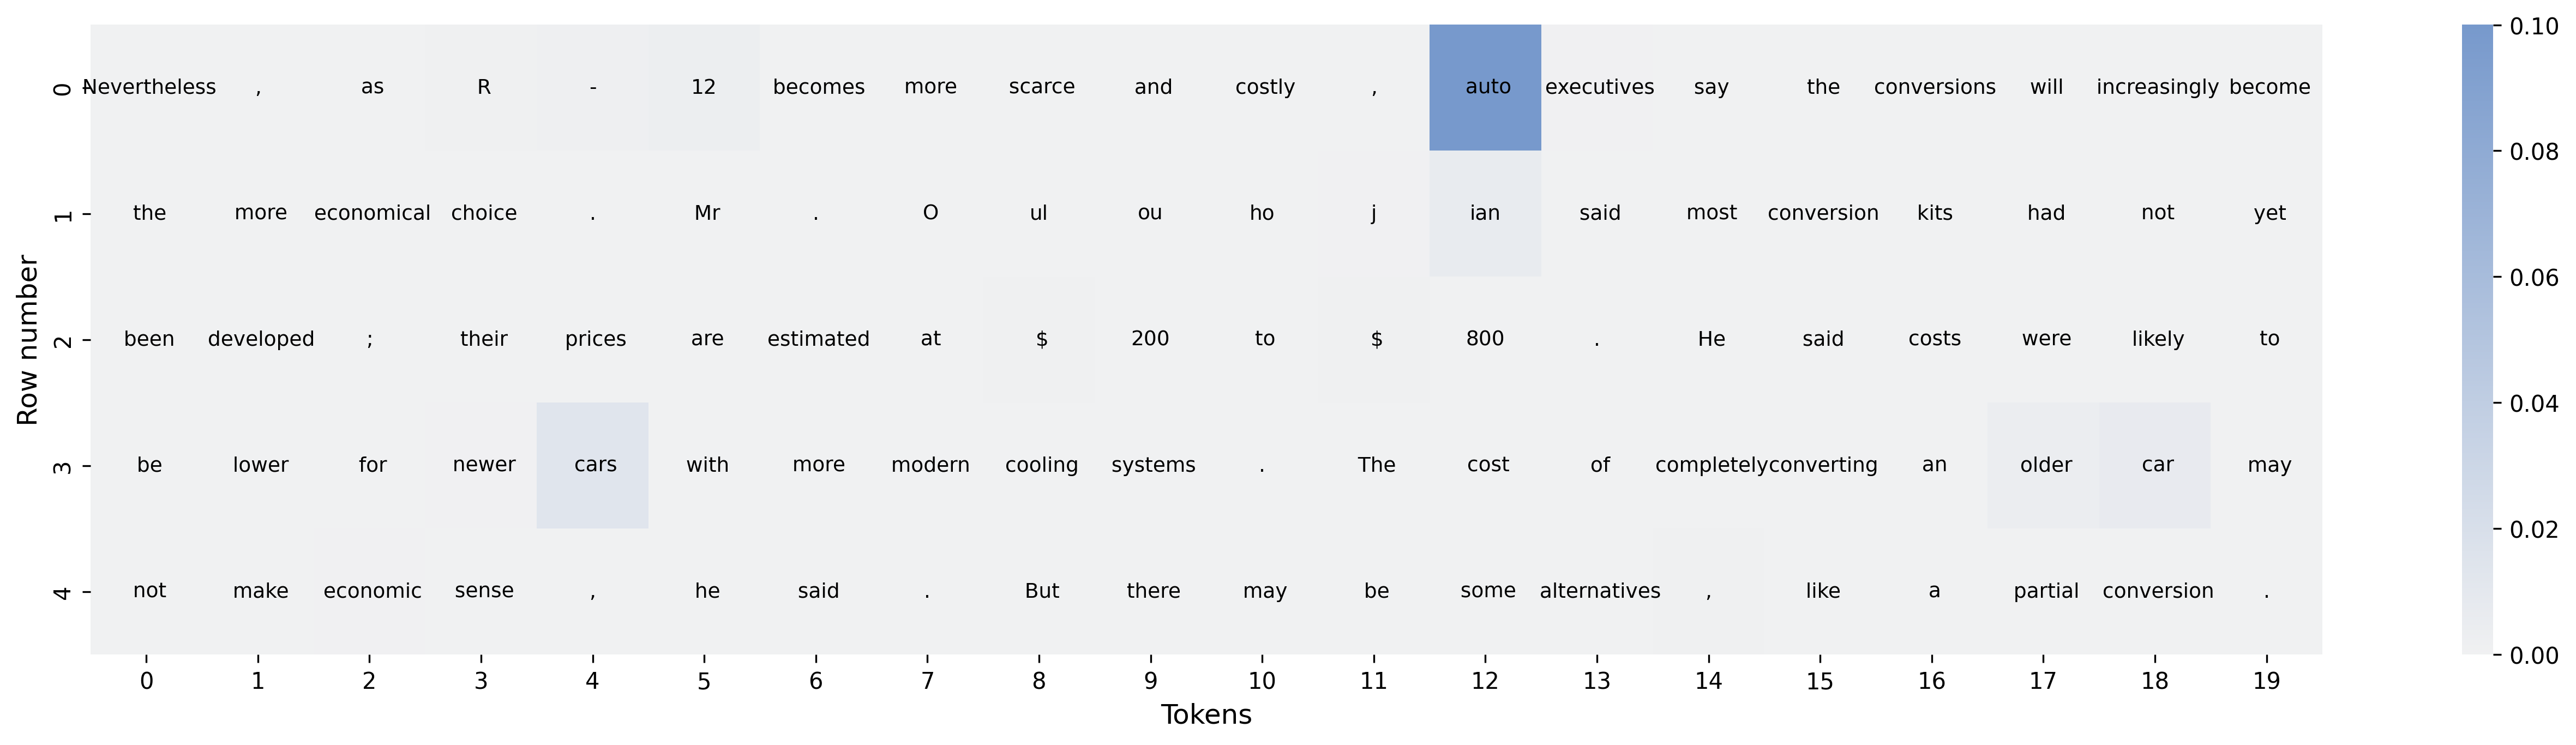 0 Nevertheless , as R - 12 becomes more scarce and costly , auto executives say the conversions will increasingly become
1 the more economical choice . Mr . O ul ou ho j ian said most conversion kits had not yet
2 been developed ; their prices are estimated at $ 200 to $ 800 . He said costs were likely to
3 be lower for newer cars with more modern cooling systems . The cost of completely converting an older car may
4 not make economic sense , he said . But there may be some alternatives , like a partial conversion .
0 1 2 3 4 5 6 7 8 9 10 11 12 13 14 15 16 17 18 19
Tokens
Row number
0.10
0.08
0.06
0.04
0.02
0.00